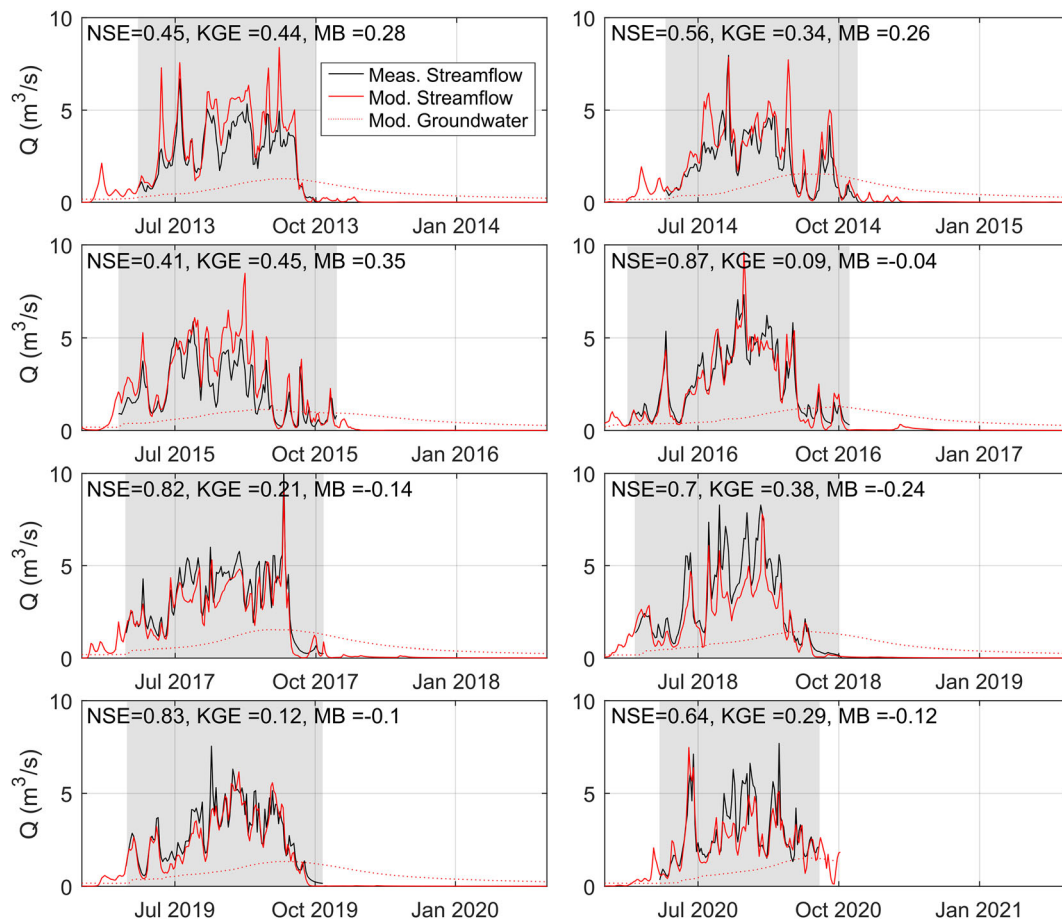 NSE=0.45, KGE =0.44, MB =0.28
Meas. Streamflow
Mod. Streamflow
Mod. Groundwater
Q (m³/s)
10
5
0
Jul 2013 Oct 2013 Jan 2014
NSE=0.56, KGE =0.34, MB =0.26
10
5
0
Jul 2014 Oct 2014 Jan 2015
NSE=0.41, KGE =0.45, MB =0.35
Q (m³/s)
10
5
0
Jul 2015 Oct 2015 Jan 2016
NSE=0.87, KGE =0.09, MB =-0.04
10
5
0
Jul 2016 Oct 2016 Jan 2017
NSE=0.82, KGE =0.21, MB =-0.14
Q (m³/s)
10
5
0
Jul 2017 Oct 2017 Jan 2018
NSE=0.7, KGE =0.38, MB =-0.24
10
5
0
Jul 2018 Oct 2018 Jan 2019
NSE=0.83, KGE =0.12, MB =-0.1
Q (m³/s)
10
5
0
Jul 2019 Oct 2019 Jan 2020
NSE=0.64, KGE =0.29, MB =-0.12
10
5
0
Jul 2020 Oct 2020 Jan 2021